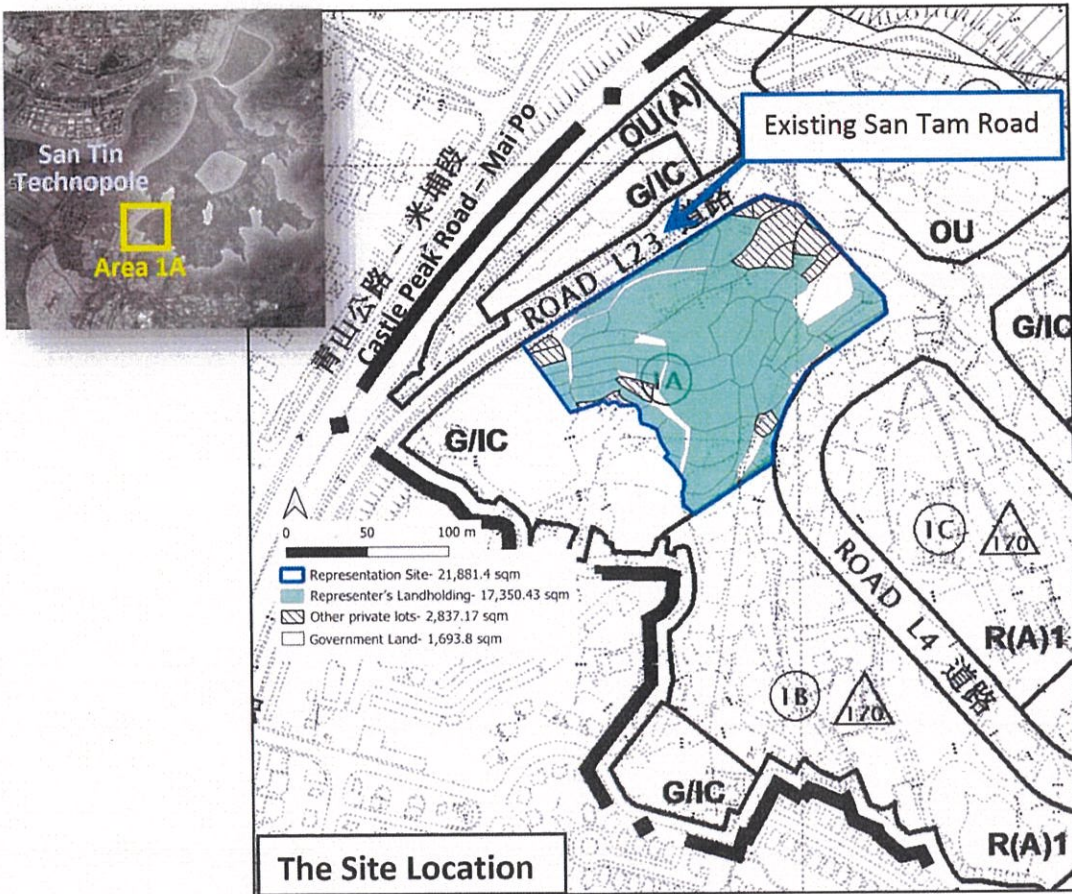 San Tin
Technopole
Area 1A
Existing San Tam Road
青山公路 - 米埔段
Castle Peak Road – Mai Po
OU(A)
G/IC
ROAD L23 道路
OU
G/IC
1A
G/IC
0 50 100 m
Representation Site- 21,881.4 sqm
Representer's Landholding- 17,350.43 sqm
Other private lots- 2,837.17 sqm
Government Land- 1,693.8 sqm
1C
170
ROAD L4 道路
R(A)1
1B
170
G/IC
R(A)1
The Site Location